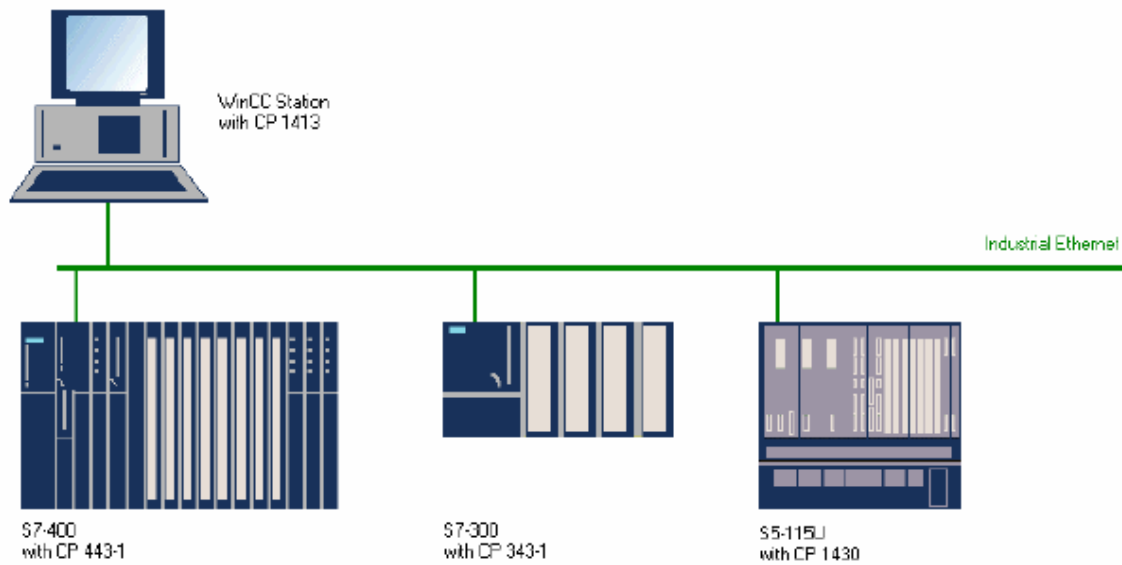 WinCC Station
with CP 1413
Industrial Ethernet
S7-400
with CP 443-1
S7-300
with CP 343-1
S5-115U
with CP 1430